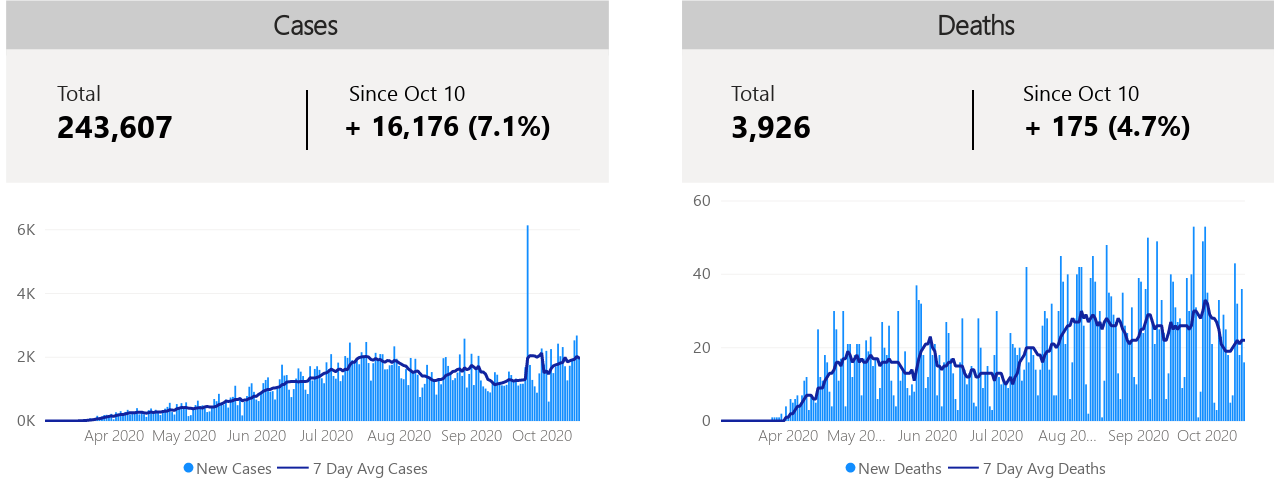 Cases
Total
243,607
Since Oct 10
+ 16,176 (7.1%)
6K
4K
2K
0K
Apr 2020 May 2020 Jun 2020 Jul 2020 Aug 2020 Sep 2020 Oct 2020
New Cases 7 Day Avg Cases
Deaths
Total
3,926
Since Oct 10
+ 175 (4.7%)
60
40
20
0
Apr 2020 May 20... Jun 2020 Jul 2020 Aug 20... Sep 2020 Oct 2020
New Deaths 7 Day Avg Deaths